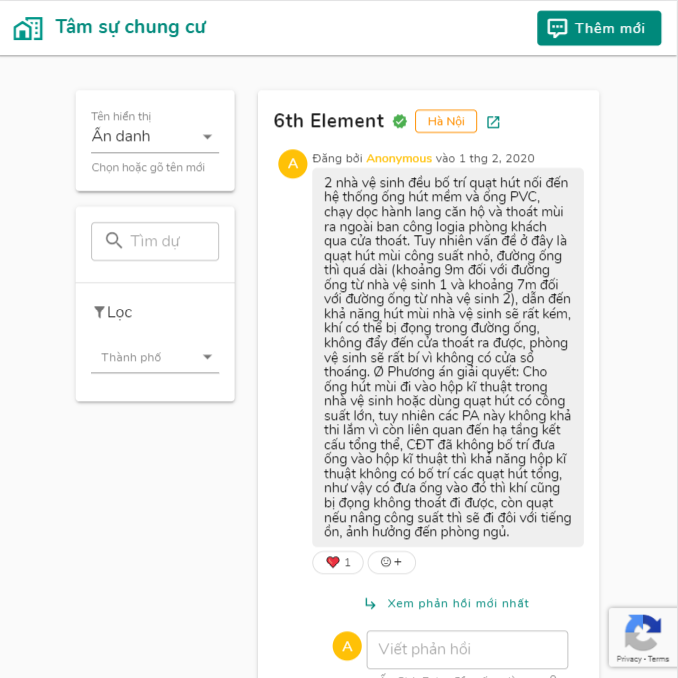 Tâm sự chung cư
Thêm mới
Tên hiển thị
Ẩn danh
Chọn hoặc gõ tên mới
Tìm dự
Lọc
Thành phố
6th Element
Hà Nội
A
Đăng bởi Anonymous vào 1 thg 2, 2020
2 nhà vệ sinh đều bố trí quạt hút nối đến
hệ thống ống hút mềm và ống PVC,
chạy dọc hành lang căn hộ và thoát mùi
ra ngoài ban công logia phòng khách
qua cửa thoát. Tuy nhiên vấn đề ở đây là
quạt hút mùi công suất nhỏ, đường ống
thì quá dài (khoảng 9m đối với đường
ống từ nhà vệ sinh 1 và khoảng 7m đối
với đường ống từ nhà vệ sinh 2), dẫn đến
khả năng hút mùi nhà vệ sinh sẽ rất kém,
khí có thể bị đọng trong đường ống,
không đẩy đến cửa thoát ra được, phòng
vệ sinh sẽ rất bí vì không có cửa sổ
thoáng. Ø Phương án giải quyết: Cho
ống hút mùi đi vào hộp kĩ thuật trong
nhà vệ sinh hoặc dùng quạt hút có công
suất lớn, tuy nhiên các PA này không khả
thi lắm vì còn liên quan đến hạ tầng kết
cấu tổng thể, CĐT đã không bố trí đưa
ống vào hộp kĩ thuật thì khả năng hộp kĩ
thuật không có bố trí các quạt hút tổng,
như vậy có đưa ống vào đó thì khí cũng
bị đọng không thoát đi được, còn quạt
nếu nâng công suất thì sẽ đi đôi với tiếng
ồn, ảnh hưởng đến phòng ngủ.
1
+
Xem phản hồi mới nhất
A
Viết phản hồi
Privacy - Terms